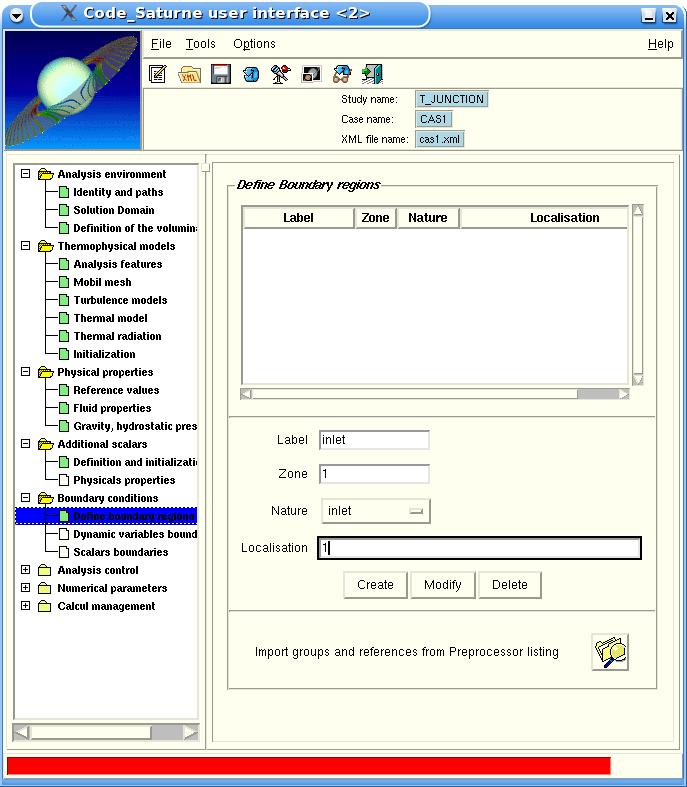 Code_Saturne user interface <2>
File Tools Options Help
XML
Study name: T_JUNCTION
Case name: CAS1
XML file name: cas1.xml
Analysis environment
Identity and paths
Solution Domain
Definition of the volumina
Thermophysical models
Analysis features
Mobil mesh
Turbulence models
Thermal model
Thermal radiation
Initialization
Physical properties
Reference values
Fluid properties
Gravity, hydrostatic pres
Additional scalars
Definition and initializati
Physicals properties
Boundary conditions
Define boundary regions
Dynamic variables bound
Scalars boundaries
Analysis control
Numerical parameters
Calcul management
Define Boundary regions
Label Zone Nature Localisation
Label inlet
Zone 1
Nature inlet
Localisation 1
Create Modify Delete
Import groups and references from Preprocessor listing